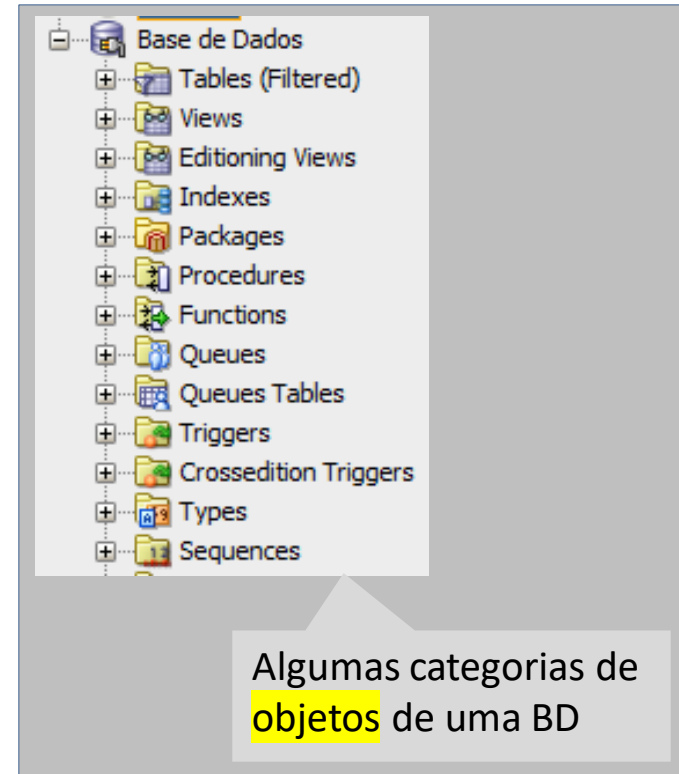 Base de Dados
Tables (Filtered)
Views
Editioning Views
Indexes
Packages
Procedures
Functions
Queues
Queues Tables
Triggers
Crossedition Triggers
Types
Sequences
Algumas categorias de
objetos de uma BD